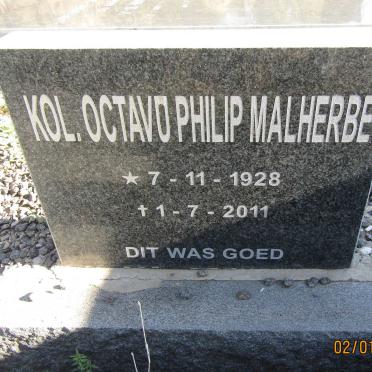 KOL. OCTAVO PHILIP MALHERBE
★ 7 - 11 - 1928
✝ 1 - 7 - 2011
DIT WAS GOED
02/01